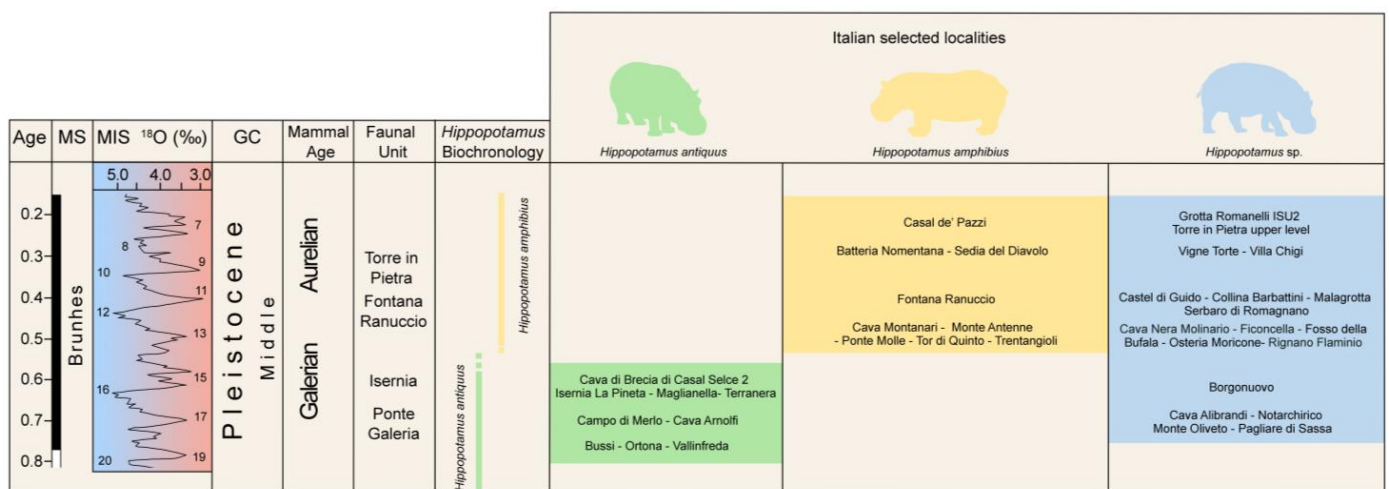 Italian selected localities
Hippopotamus antiquus
Hippopotamus amphibius
Hippopotamus sp.
Age
MS
MIS ¹⁸O (‰)
GC
Mammal
Age
Faunal
Unit
Hippopotamus
Biochronology
5.0 4.0 3.0
0.2
0.3
0.4
0.5
0.6
0.7
0.8
Brunhes
7
8
9
10
11
12
13
15
16
17
19
20
Pleistocene
Middle
Aurelian
Galerian
Torre in
Pietra
Fontana
Ranuccio
Isernia
Ponte
Galeria
Hippopotamus amphibius
Hippopotamus antiquus
Cava di Brecia di Casal Selce 2
Isernia La Pineta - Maglianella- Terranera
Campo di Merlo - Cava Arnolfi
Bussi - Ortona - Vallinfreda
Casal de' Pazzi
Batteria Nomentana - Sedia del Diavolo
Fontana Ranuccio
Cava Montanari - Monte Antenne
- Ponte Molle - Tor di Quinto - Trentangioli
Grotta Romanelli ISU2
Torre in Pietra upper level
Vigne Torte - Villa Chigi
Castel di Guido - Collina Barbattini - Malagrotta
Serbaro di Romagnano
Cava Nera Molinario - Ficoncella - Fosso della
Bufala - Osteria Moricone- Rignano Flaminio
Borgonuovo
Cava Alibrandi - Notarchirico
Monte Oliveto - Pagliare di Sassa